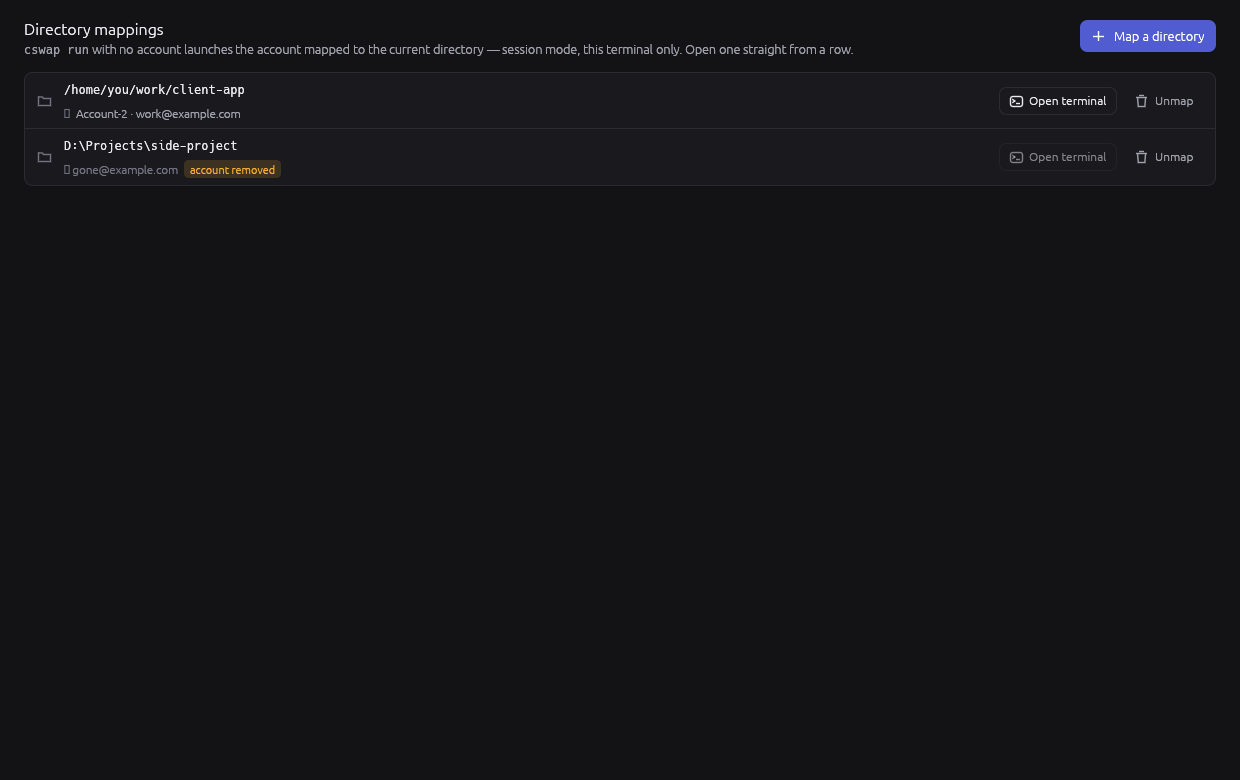 Directory mappings
Map a directory
cswap run with no account launches the account mapped to the current directory — session mode, this terminal only. Open one straight from a row.
/home/you/work/client-app
Open terminal
Unmap
Account-2 · work@example.com
D:\Projects\side-project
Open terminal
Unmap
gone@example.com account removed